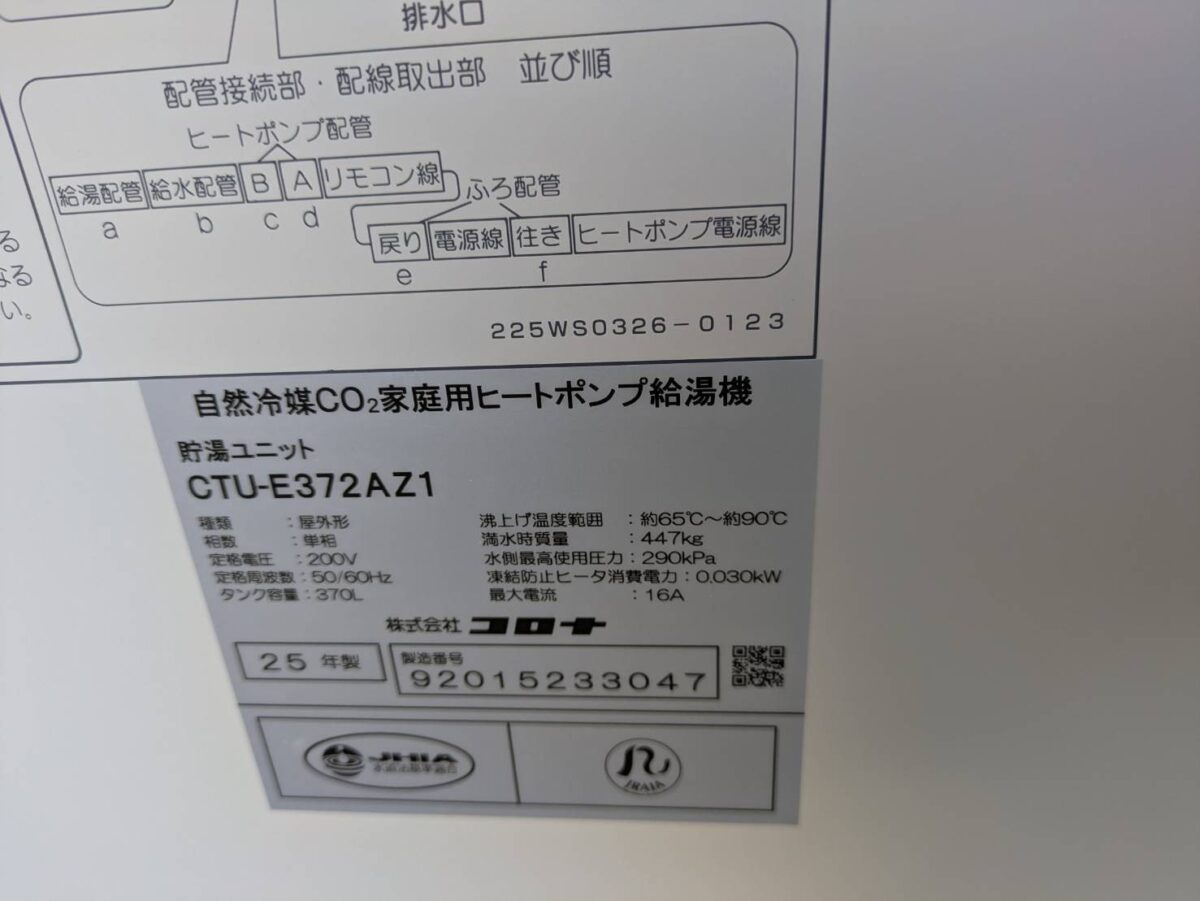 排水口
配管接続部・配線取出部 並び順
ヒートポンプ配管
給湯配管 給水配管 B A リモコン線
a b c d
ふろ配管
戻り 電源線 往き ヒートポンプ電源線
e f
る
なる
い。
225WS0326-0123
自然冷媒CO₂家庭用ヒートポンプ給湯機
貯湯ユニット
CTU-E372AZ1
種類 : 屋外形
相数 : 単相
定格電圧 : 200V
定格周波数 : 50/60Hz
タンク容量 : 370L
沸上げ温度範囲 : 約65℃～約90℃
満水時質量 : 447kg
水側最高使用圧力 : 290kPa
凍結防止ヒータ消費電力 : 0.030kW
最大電流 : 16A
株式会社 コロナ
25 年製
製造番号
92015233047
JHIA
JRAIA